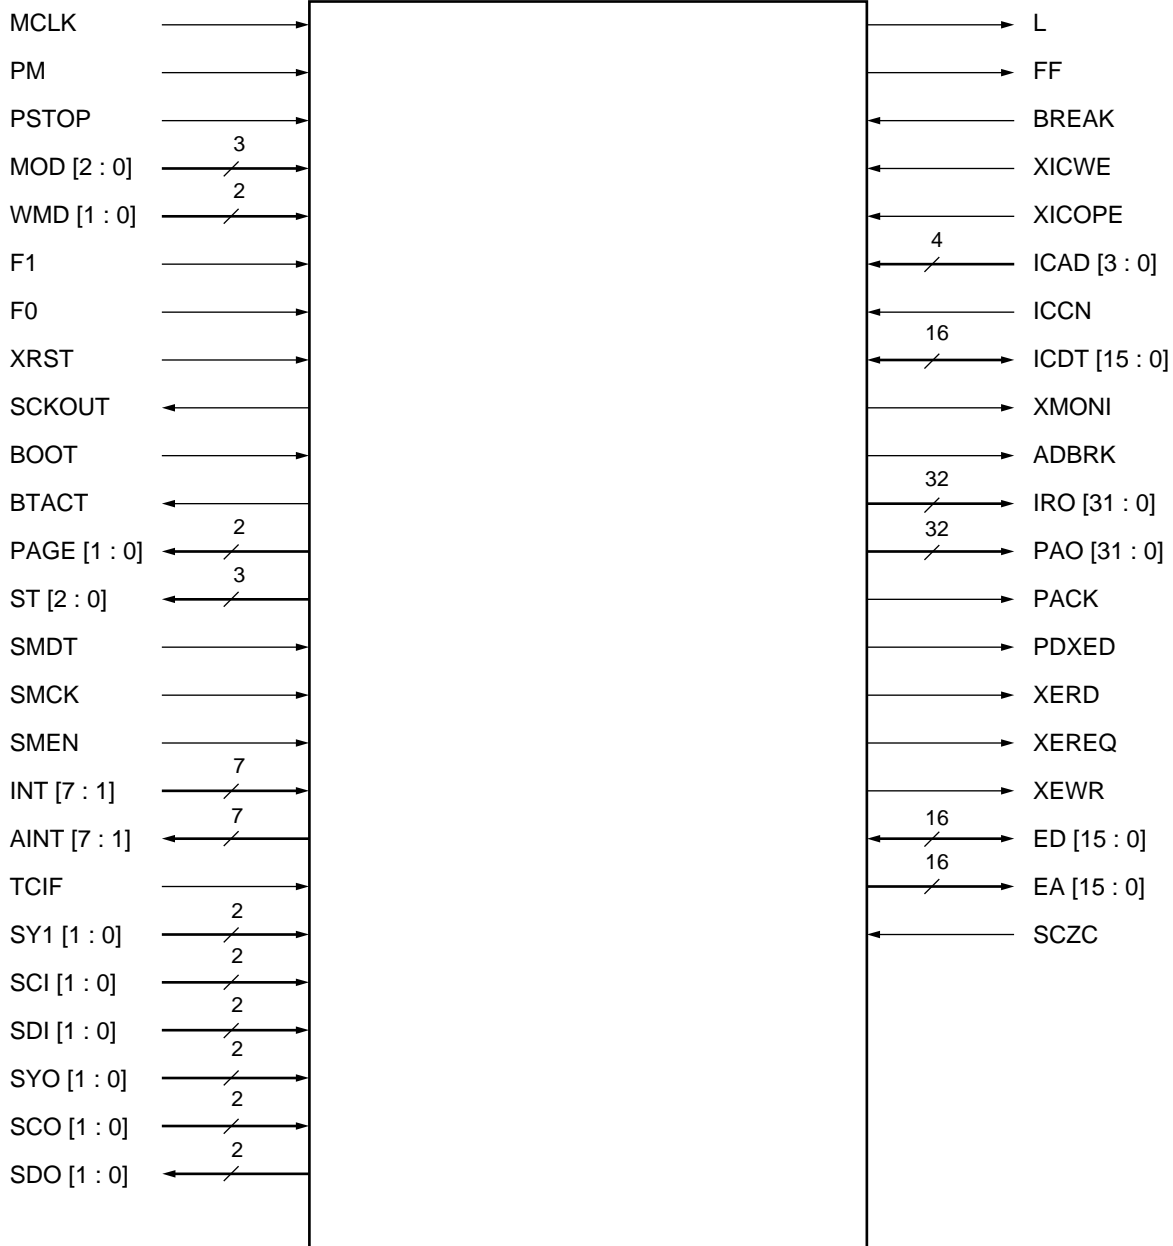 MCLK
PM
PSTOP
MOD [2 : 0]
3
WMD [1 : 0]
2
F1
F0
XRST
SCKOUT
BOOT
BTACT
PAGE [1 : 0]
2
ST [2 : 0]
3
SMDT
SMCK
SMEN
INT [7 : 1]
7
AINT [7 : 1]
7
TCIF
SY1 [1 : 0]
2
SCI [1 : 0]
2
SDI [1 : 0]
2
SYO [1 : 0]
2
SCO [1 : 0]
2
SDO [1 : 0]
2
L
FF
BREAK
XICWE
XICOPE
4
ICAD [3 : 0]
ICCN
16
ICDT [15 : 0]
XMONI
ADBRK
32
IRO [31 : 0]
32
PAO [31 : 0]
PACK
PDXED
XERD
XEREQ
XEWR
16
ED [15 : 0]
16
EA [15 : 0]
SCZC